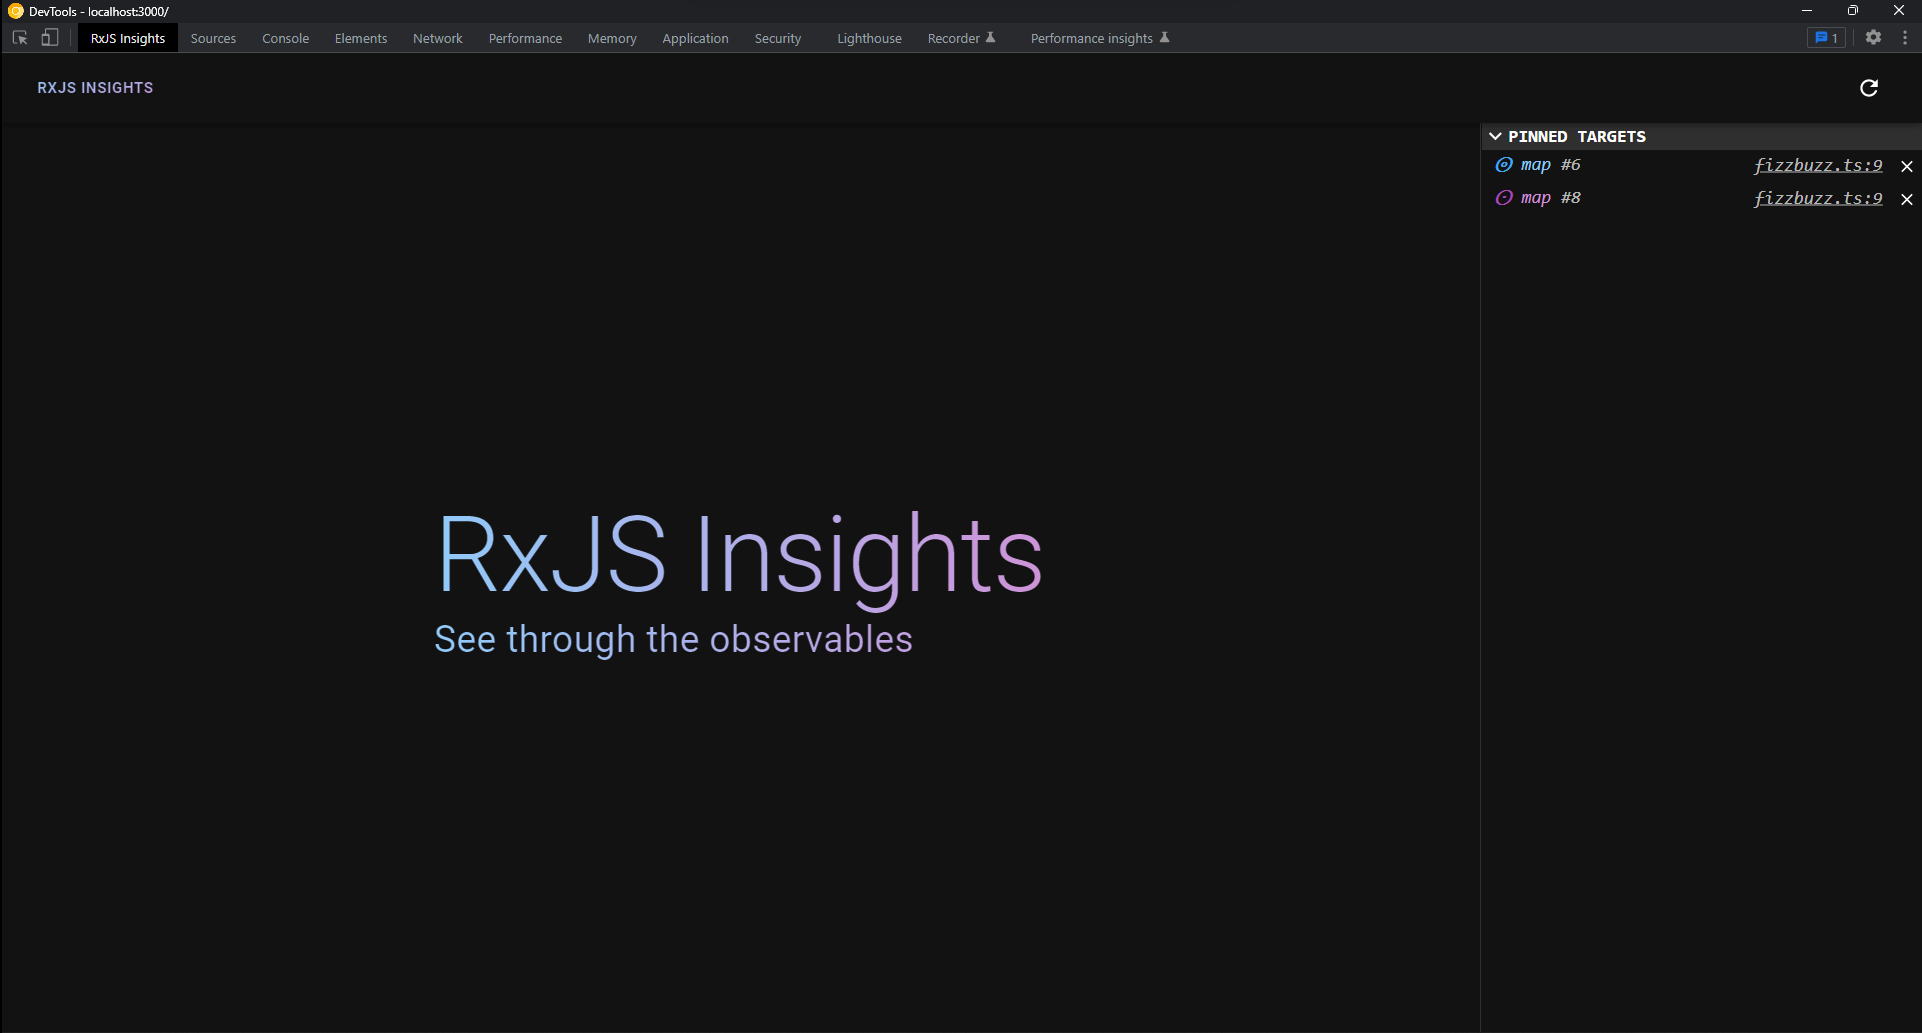 DevTools - localhost:3000/
RxJS Insights Sources Console Elements Network Performance Memory Application Security Lighthouse Recorder Performance insights 1
RXJS INSIGHTS
PINNED TARGETS
map #6 fizzbuzz.ts:9
map #8 fizzbuzz.ts:9
RxJS Insights
See through the observables